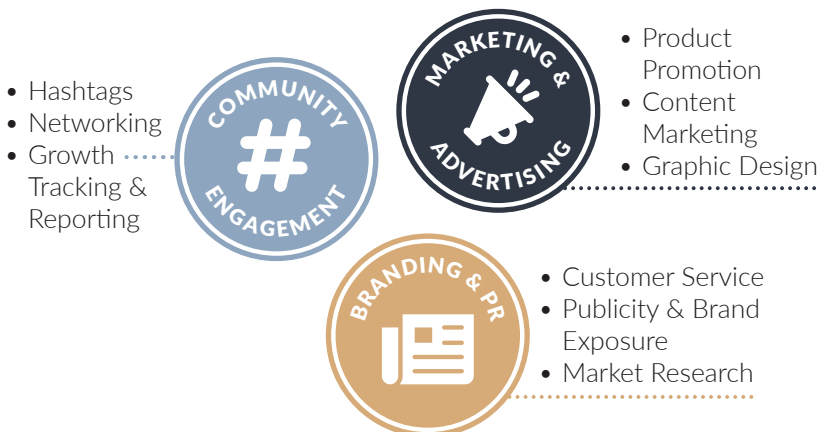 COMMUNITY
#
ENGAGEMENT
• Hashtags
• Networking
• Growth
Tracking &
Reporting
MARKETING &
ADVERTISING
• Product
Promotion
• Content
Marketing
• Graphic Design
BRANDING & PR
• Customer Service
• Publicity & Brand
Exposure
• Market Research